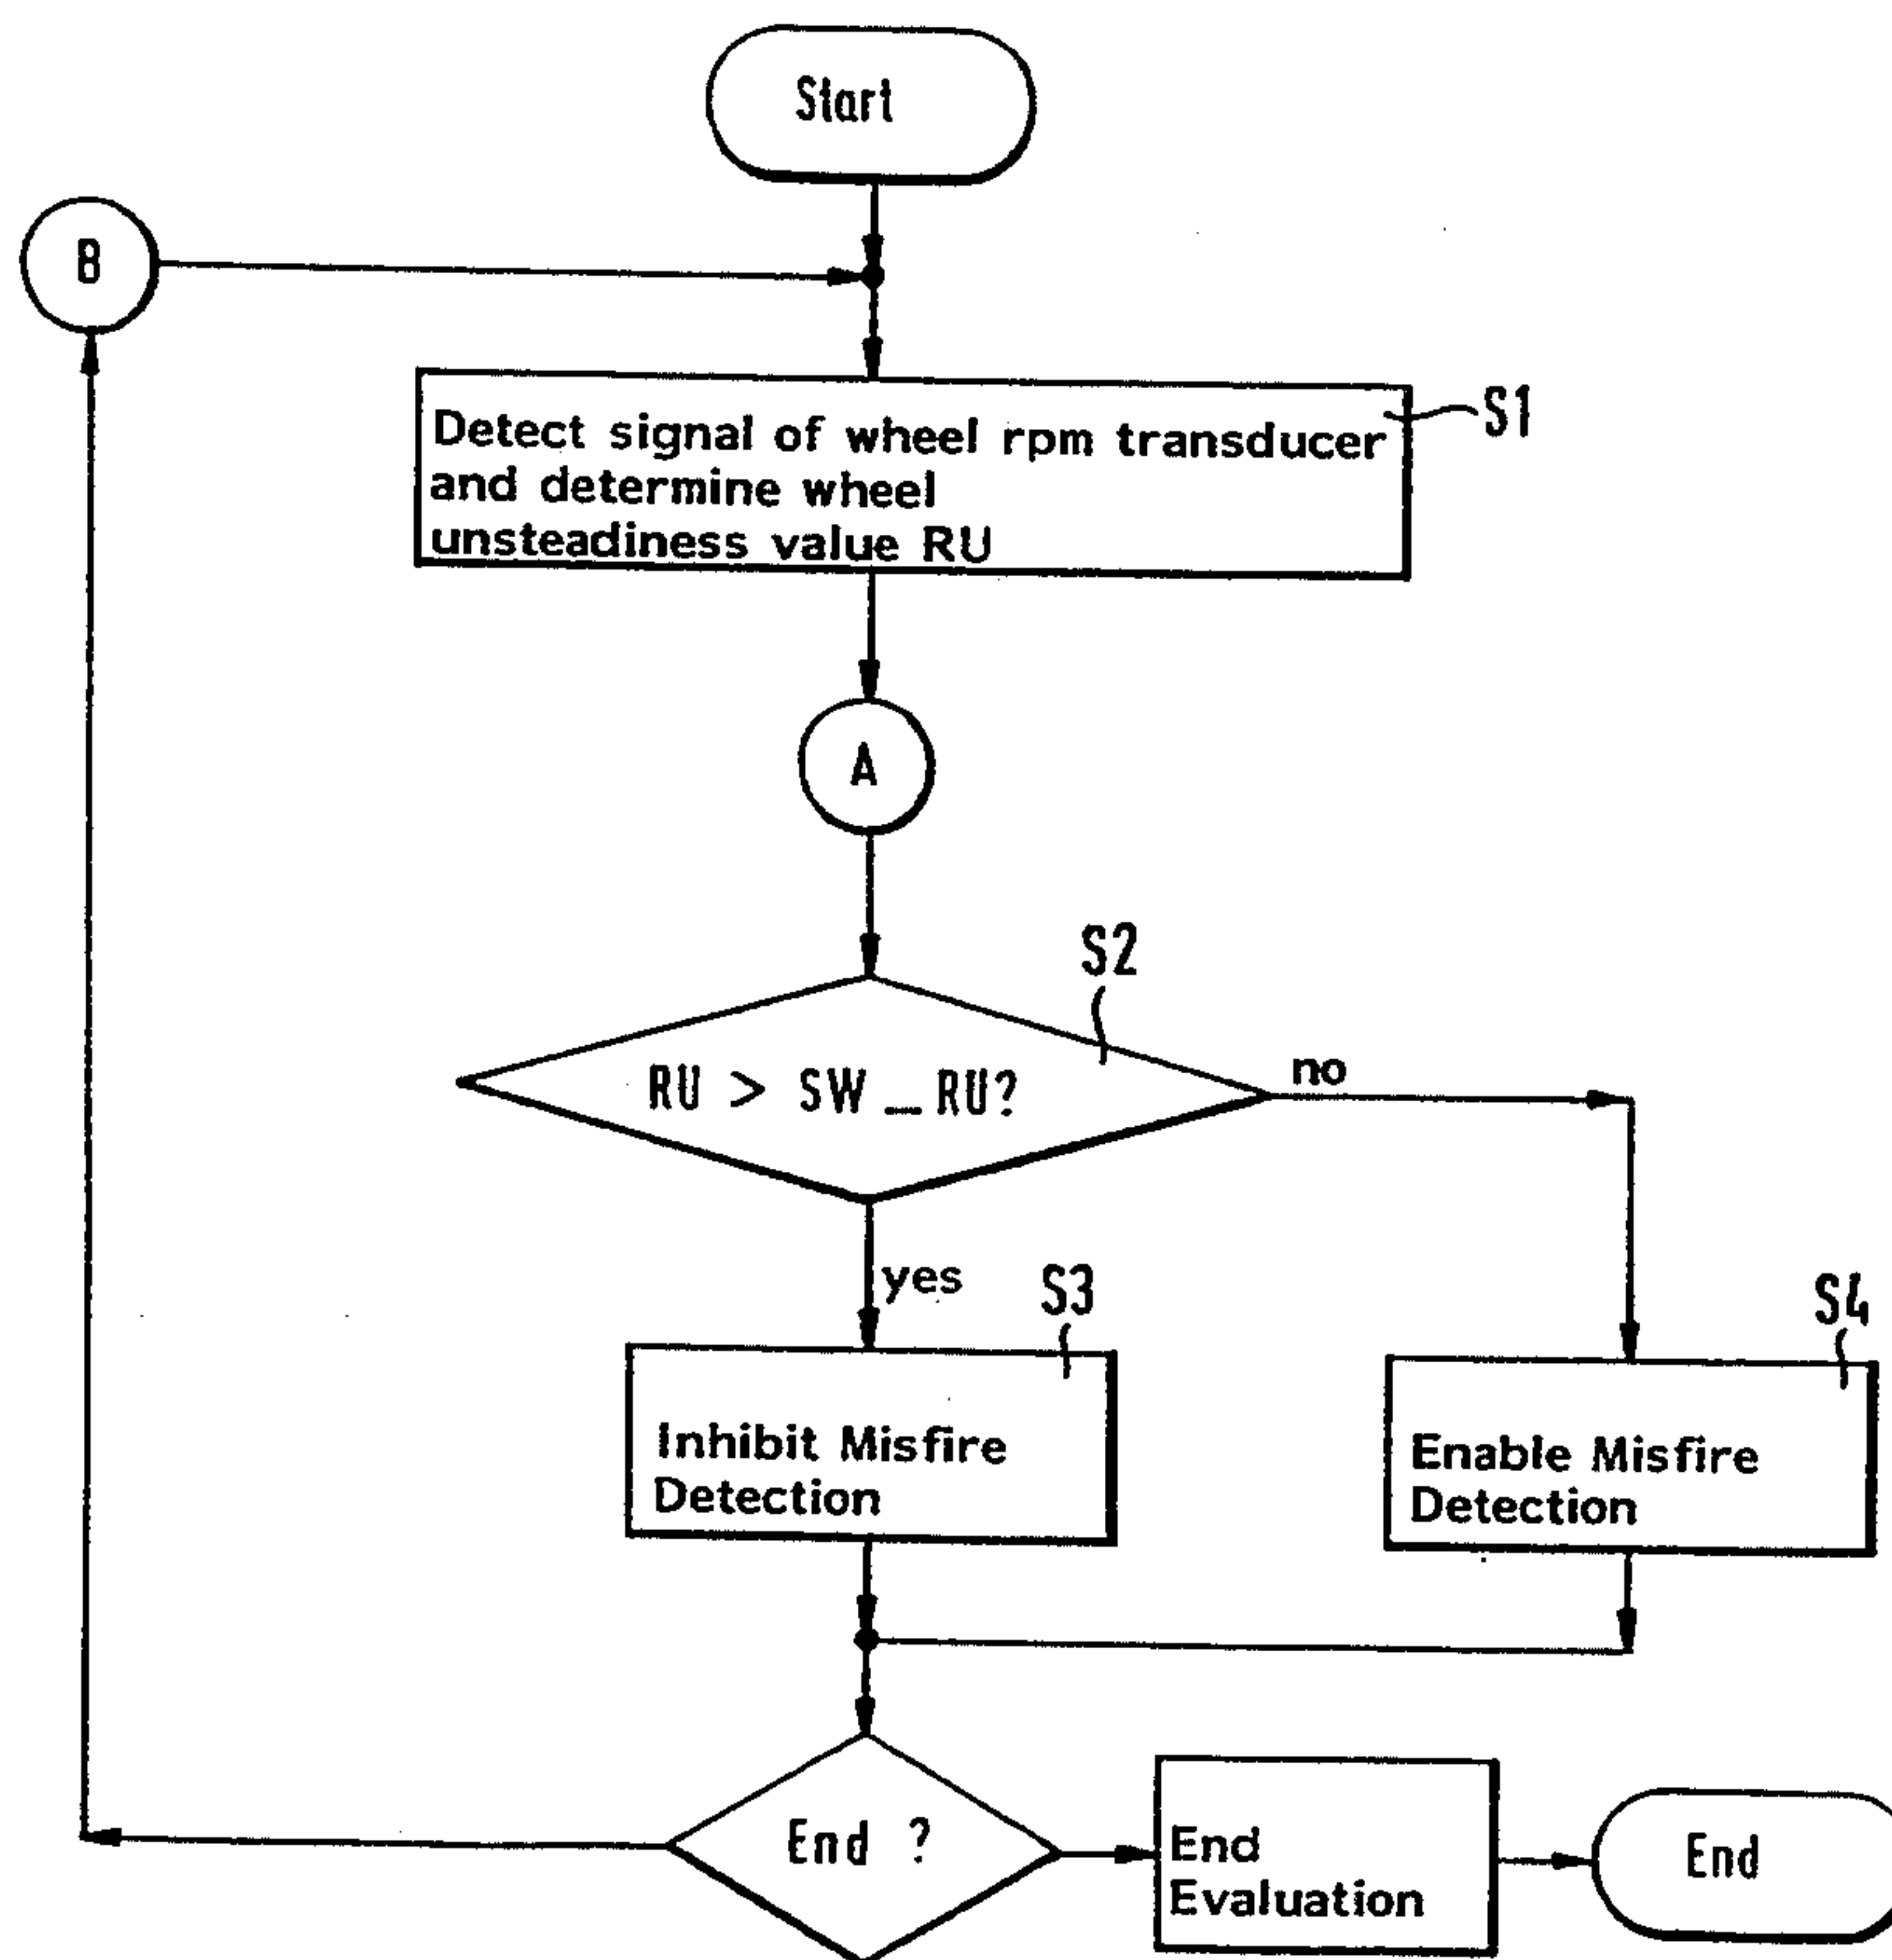 Start
B
Detect signal of wheel rpm transducer
and determine wheel
unsteadiness value RU
S1
A
S2
RU > SW_RU?
no
yes
S3
S4
Inhibit Misfire
Detection
Enable Misfire
Detection
End ?
End
Evaluation
End